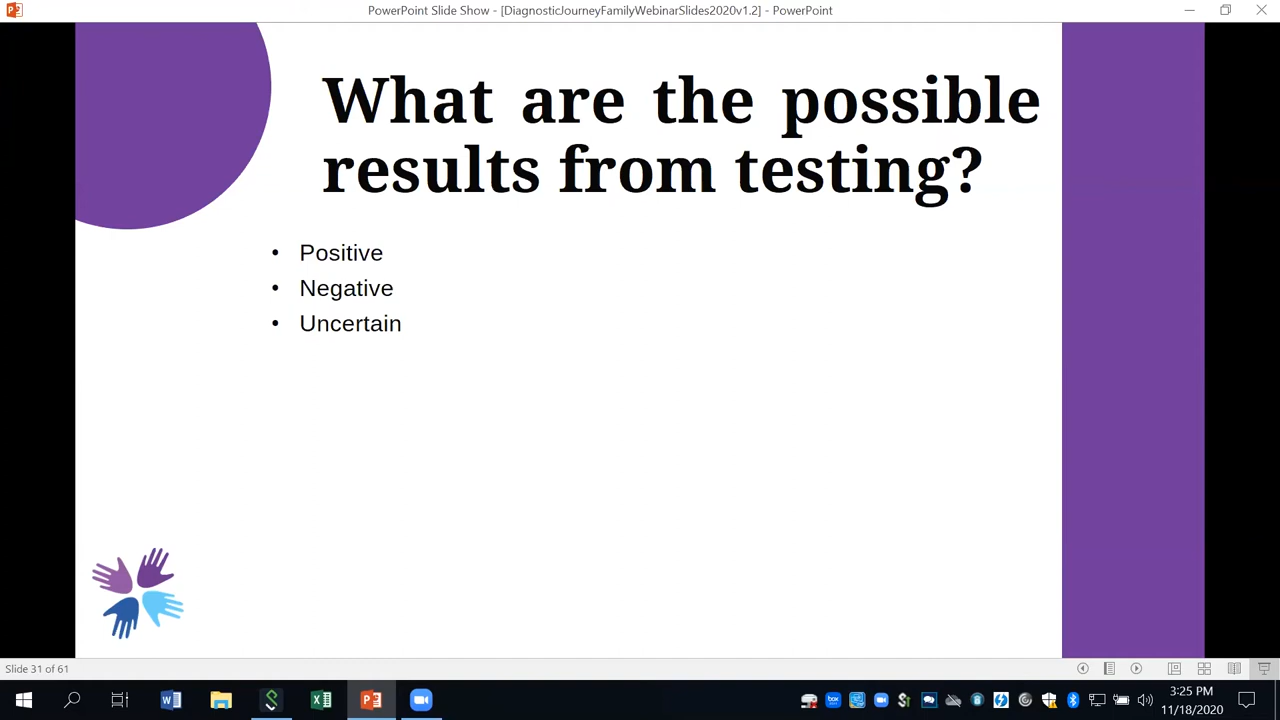 PowerPoint Slide Show - [DiagnosticJourneyFamilyWebinarSlides2020v1.2] - PowerPoint
What are the possible
results from testing?
• Positive
• Negative
• Uncertain
Slide 31 of 61
3:25 PM
11/18/2020